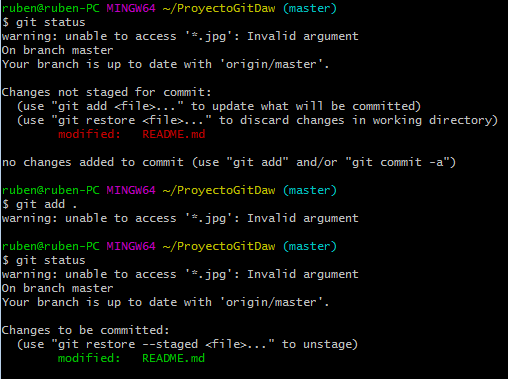 ruben@ruben-PC MINGW64 ~/ProyectoGitDaw (master)
$ git status
warning: unable to access '*.jpg': Invalid argument
On branch master
Your branch is up to date with 'origin/master'.

Changes not staged for commit:
  (use "git add <file>..." to update what will be committed)
  (use "git restore <file>..." to discard changes in working directory)
        modified:   README.md

no changes added to commit (use "git add" and/or "git commit -a")

ruben@ruben-PC MINGW64 ~/ProyectoGitDaw (master)
$ git add .
warning: unable to access '*.jpg': Invalid argument

ruben@ruben-PC MINGW64 ~/ProyectoGitDaw (master)
$ git status
warning: unable to access '*.jpg': Invalid argument
On branch master
Your branch is up to date with 'origin/master'.

Changes to be committed:
  (use "git restore --staged <file>..." to unstage)
        modified:   README.md